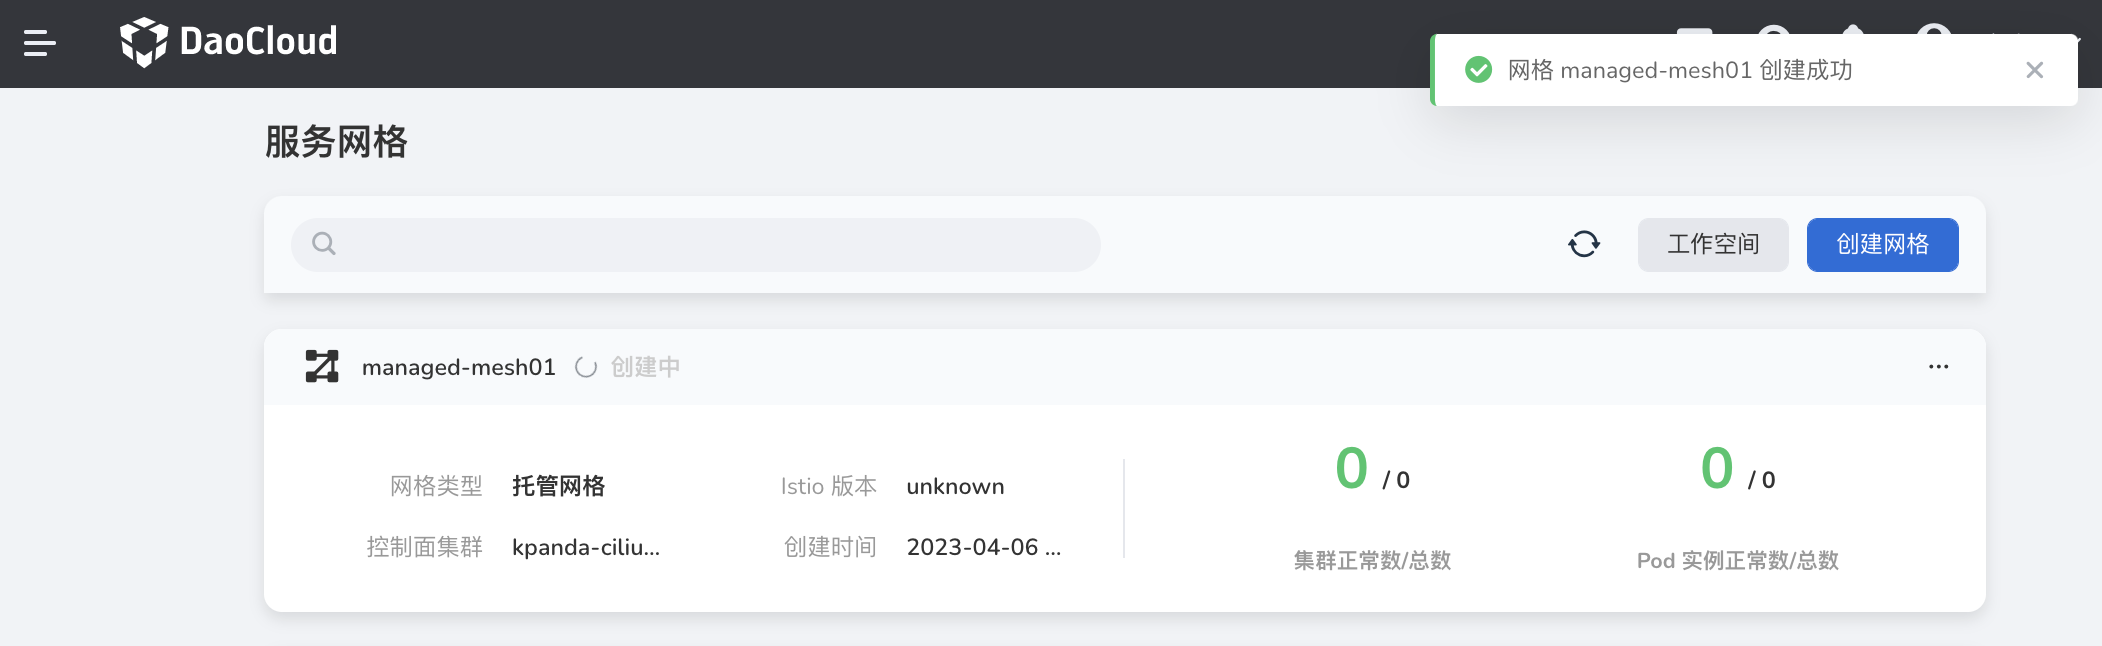 DaoCloud
网格 managed-mesh01 创建成功
服务网格
工作空间
创建网格
managed-mesh01 创建中
网格类型 托管网格
Istio 版本 unknown
控制面集群 kpanda-ciliu...
创建时间 2023-04-06 ...
0 / 0
集群正常数/总数
0 / 0
Pod 实例正常数/总数